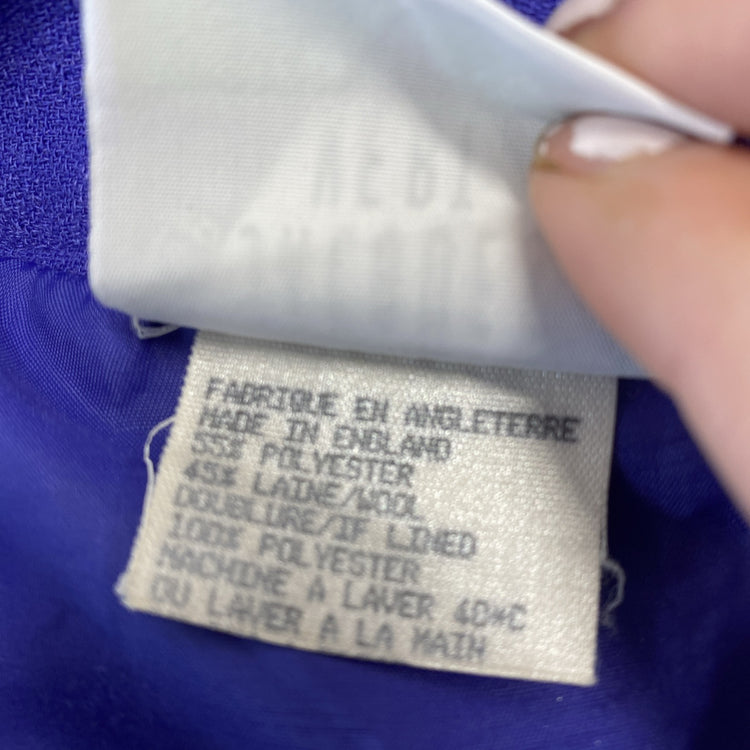 FABRIQUE EN ANGLETERRE
MADE IN ENGLAND
55% POLYESTER
45% LAINE/WOOL
DOUBLURE/IF LINED
100% POLYESTER
MACHINE A LAVER 40*C
OU LAVER A LA MAIN